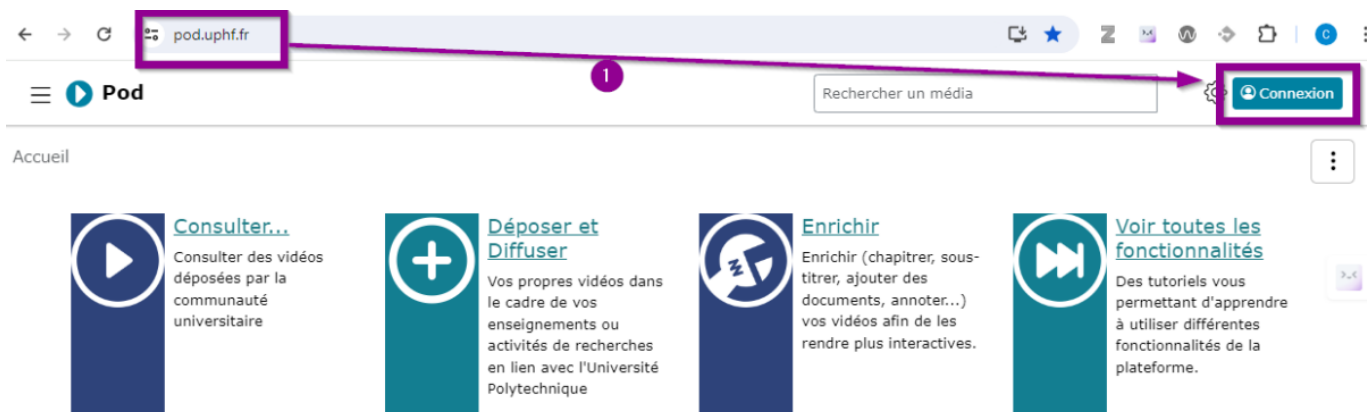 pod.uphf.fr
1
Pod
Rechercher un média
Connexion
Accueil
Consulter...
Consulter des vidéos
déposées par la
communauté
universitaire
Déposer et
Diffuser
Vos propres vidéos dans
le cadre de vos
enseignements ou
activités de recherches
en lien avec l'Université
Polytechnique
Enrichir
Enrichir (chapitrer, sous-
titrer, ajouter des
documents, annoter...)
vos vidéos afin de les
rendre plus interactives.
Voir toutes les
fonctionnalités
Des tutoriels vous
permettant d'apprendre
à utiliser différentes
fonctionnalités de la
plateforme.